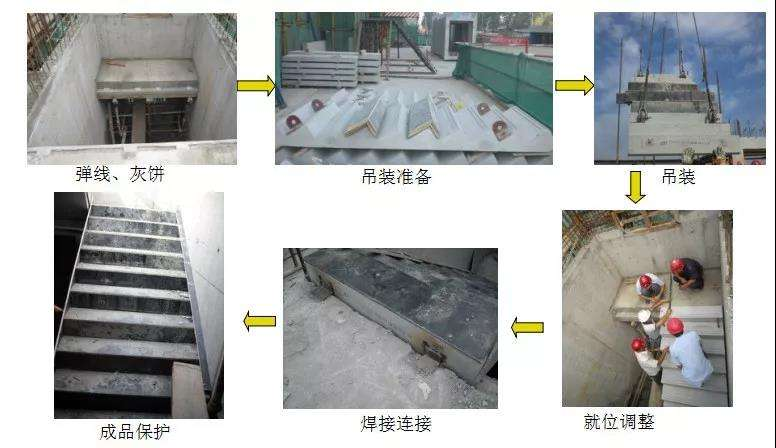 弹线、灰饼
吊装准备
吊装
就位调整
焊接连接
成品保护